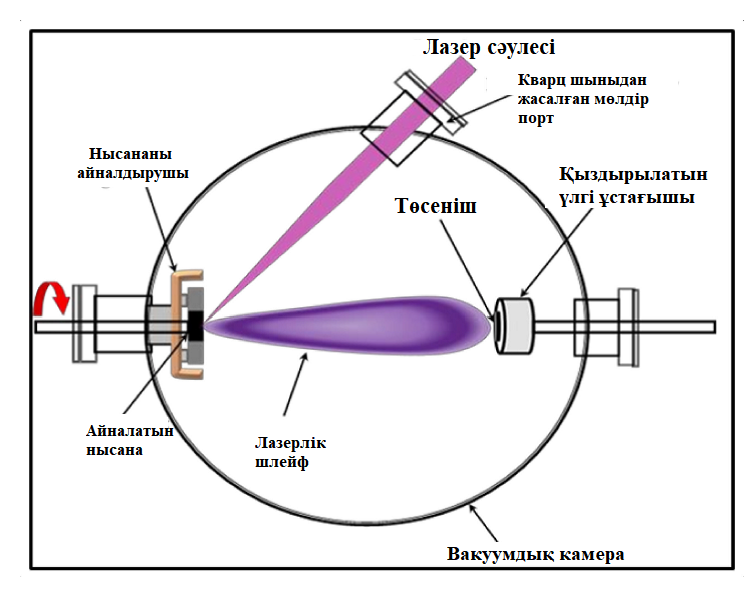 Лазер сәулесі
Кварц шыныдан
жасалған мөлдір
порт
Нысананы
айналдырушы
Қыздырылатын
үлгі ұстағышы
Төсеніш
Айналатын
нысана
Лазерлік
шлейф
Вакуумдық камера